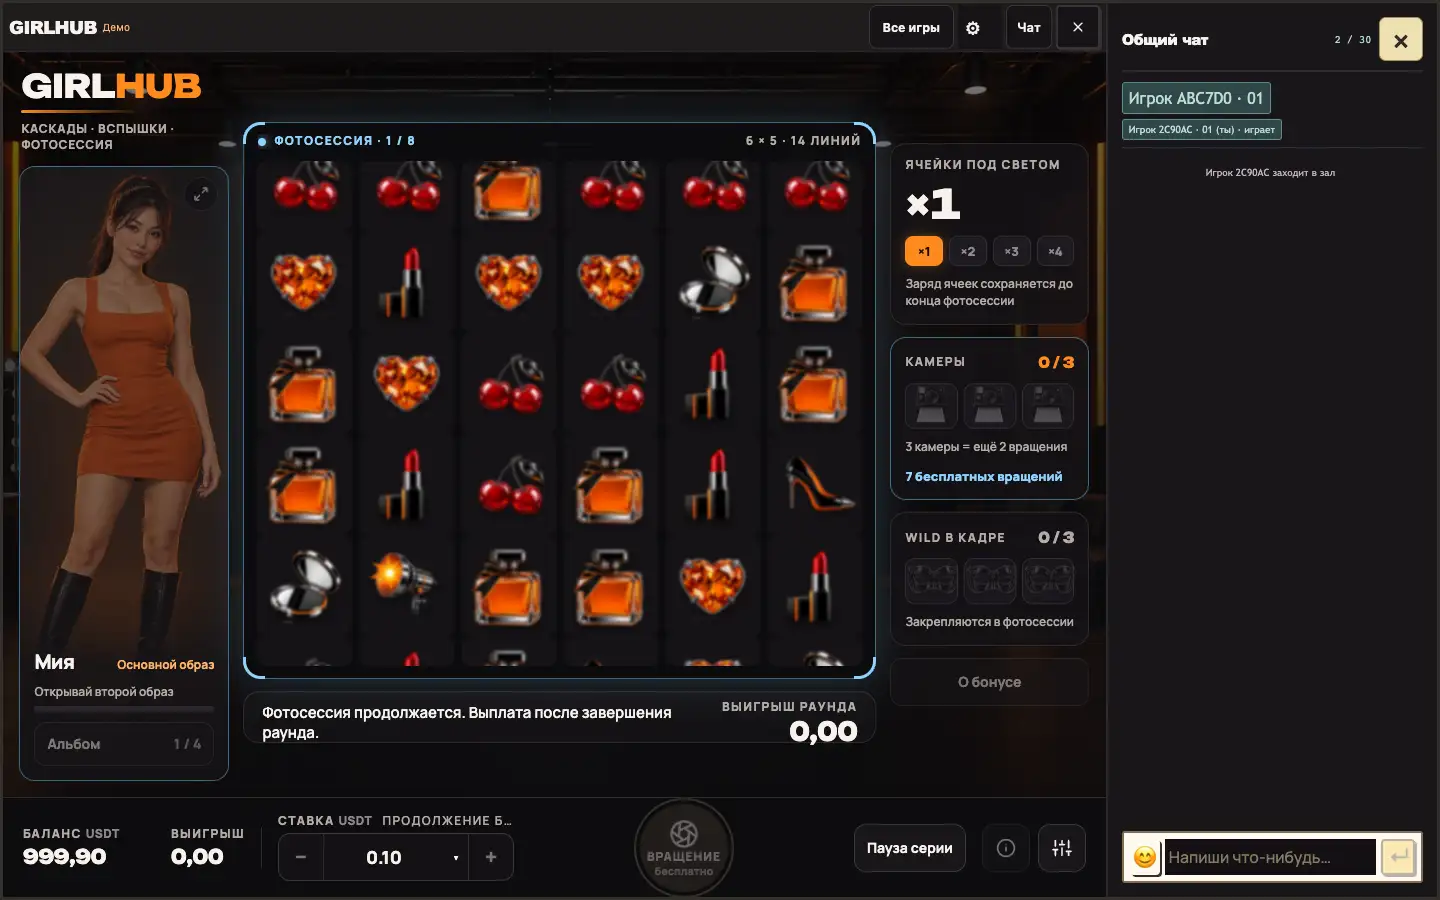 GIRLHUB Демо
Все игры
Чат
×
GIRLHUB
КАСКАДЫ · ВСПЫШКИ ·
ФОТОСЕССИЯ
Мия
Основной образ
Открывай второй образ
Альбом
1 / 4
ФОТОСЕССИЯ · 1 / 8
6 × 5 · 14 ЛИНИЙ
Фотосессия продолжается. Выплата после завершения
раунда.
ВЫИГРЫШ РАУНДА
0,00
ЯЧЕЙКИ ПОД СВЕТОМ
×1
×1 ×2 ×3 ×4
Заряд ячеек сохраняется до
конца фотосессии
КАМЕРЫ
0/3
3 камеры = ещё 2 вращения
7 бесплатных вращений
WILD В КАДРЕ
0/3
Закрепляются в фотосессии
О бонусе
БАЛАНС USDT
999,90
ВЫИГРЫШ
0,00
СТАВКА USDT ПРОДОЛЖЕНИЕ Б…
− 0.10 +
ВРАЩЕНИЕ
бесплатно
Пауза серии
Общий чат
2 / 30
×
Игрок ABC7D0 · 01
Игрок 2C90AC · 01 (ты) · играет
Игрок 2C90AC заходит в зал
Напиши что-нибудь...